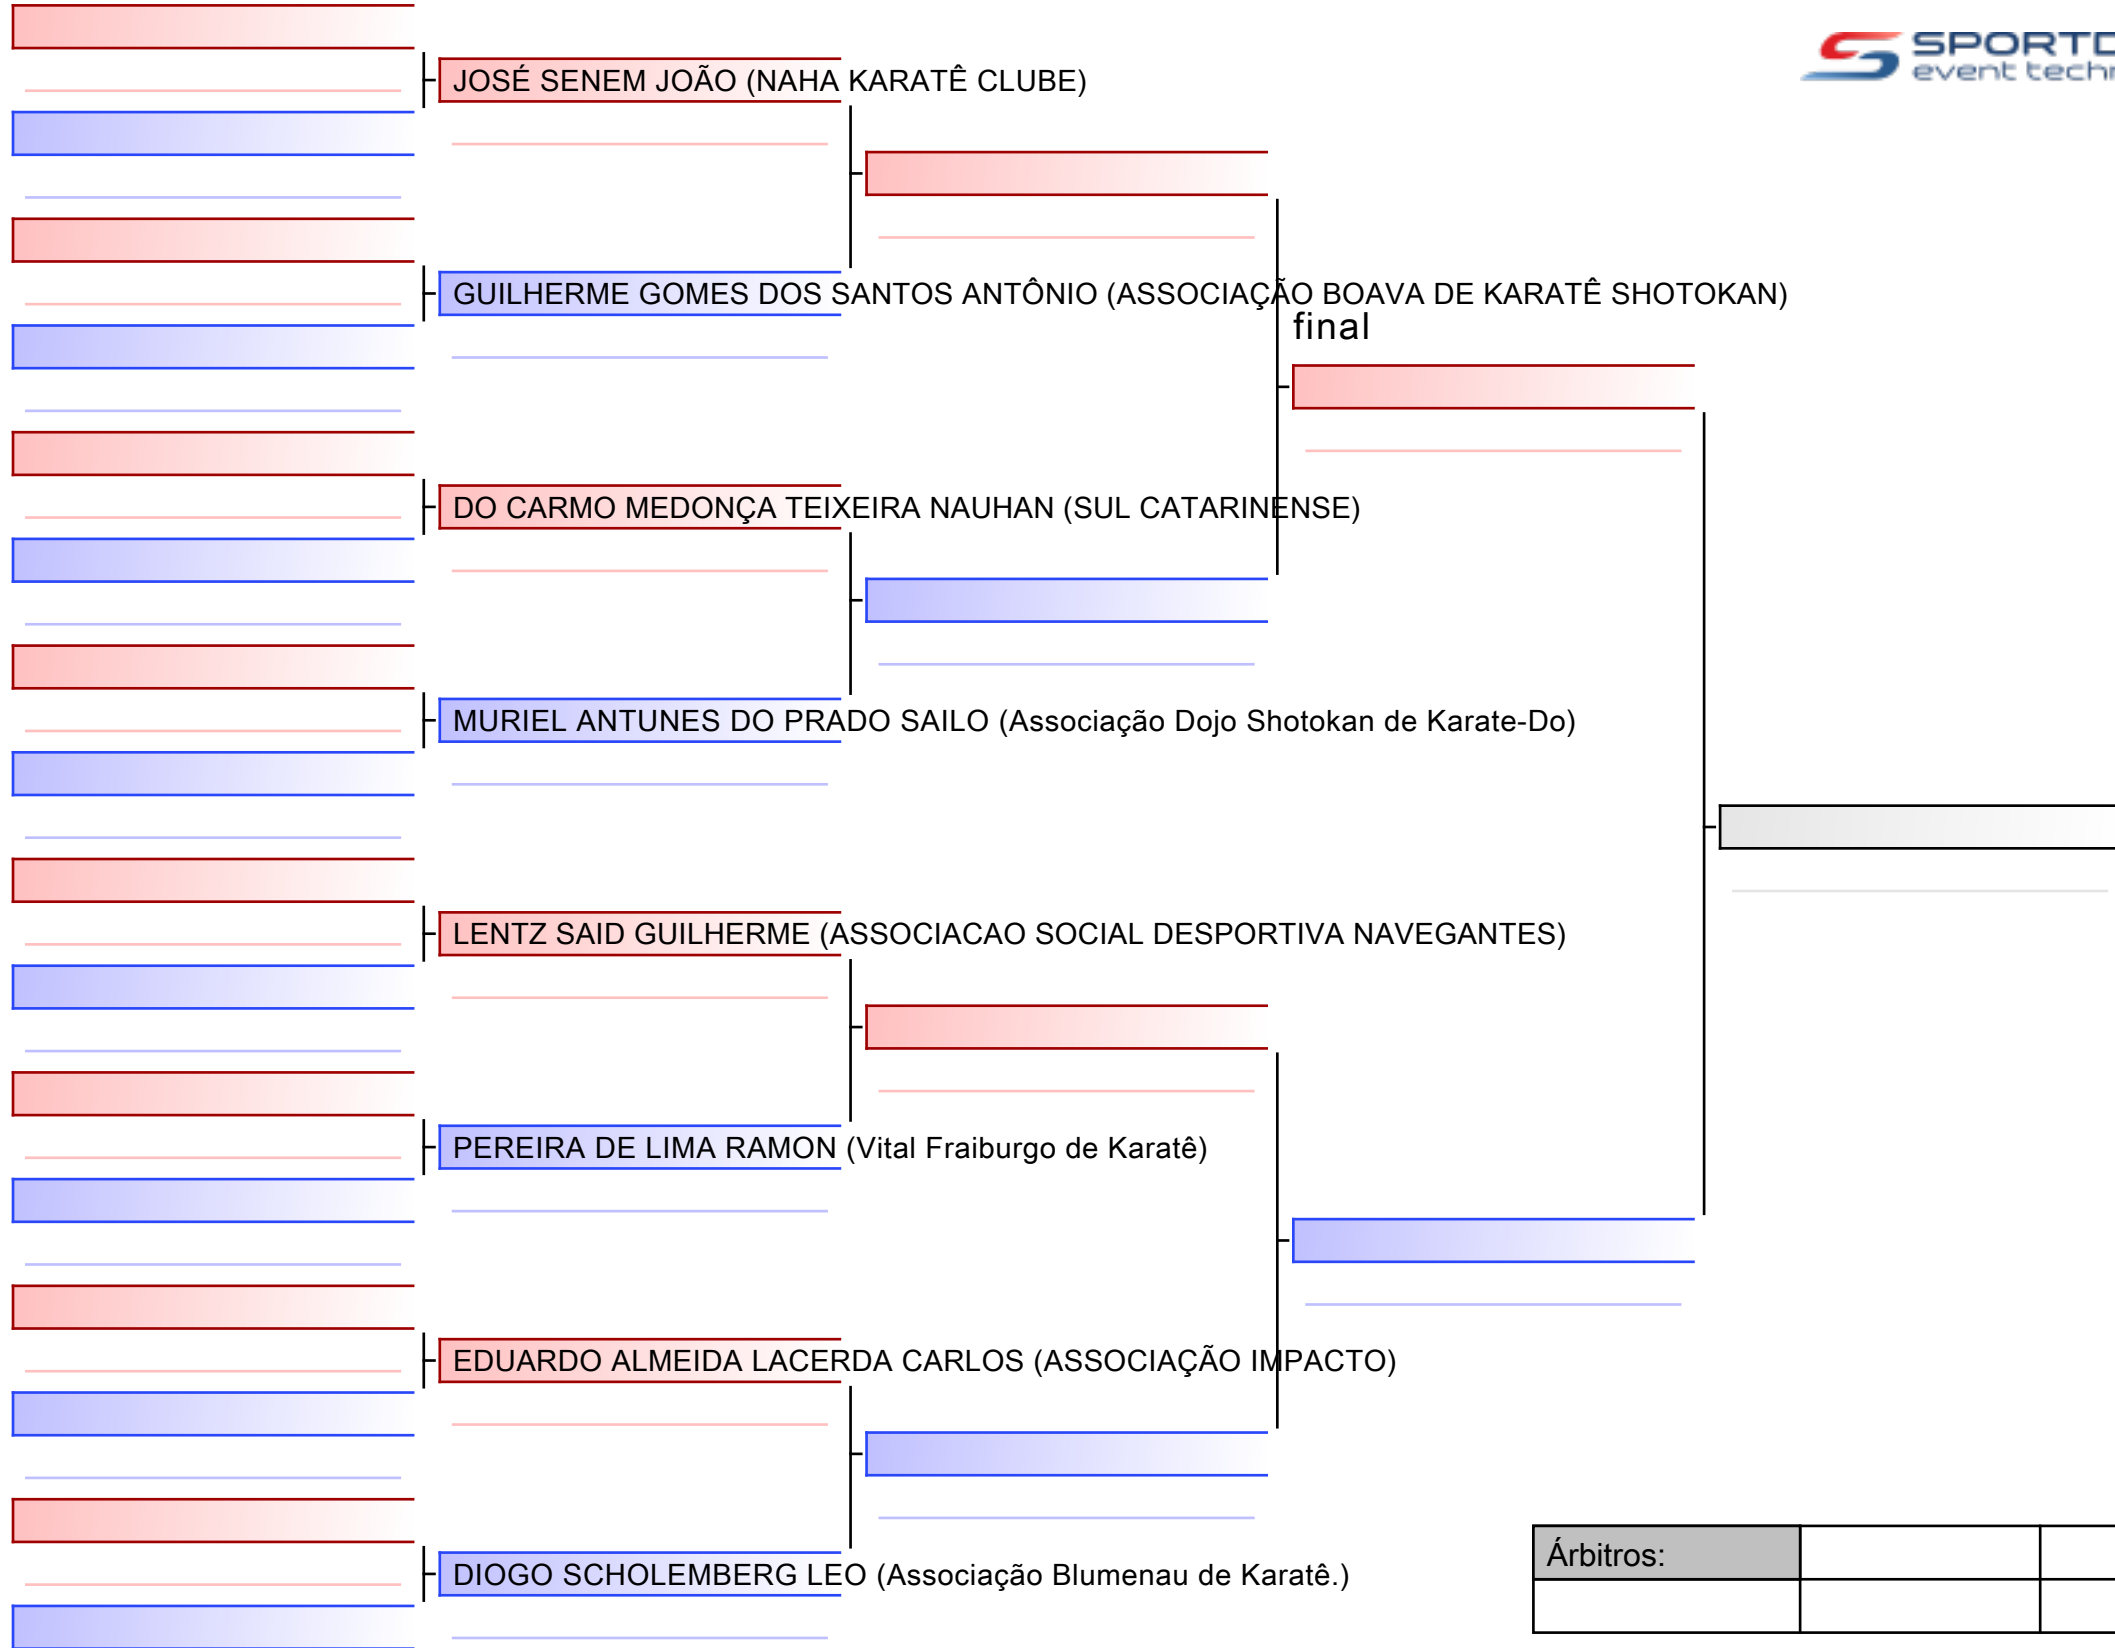 SPORTD
event techn
JOSÉ SENEM JOÃO (NAHA KARATÊ CLUBE)
GUILHERME GOMES DOS SANTOS ANTÔNIO (ASSOCIAÇÃO BOAVA DE KARATÊ SHOTOKAN)
final
DO CARMO MEDONÇA TEIXEIRA NAUHAN (SUL CATARINENSE)
MURIEL ANTUNES DO PRADO SAILO (Associação Dojo Shotokan de Karate-Do)
LENTZ SAID GUILHERME (ASSOCIACAO SOCIAL DESPORTIVA NAVEGANTES)
PEREIRA DE LIMA RAMON (Vital Fraiburgo de Karatê)
EDUARDO ALMEIDA LACERDA CARLOS (ASSOCIAÇÃO IMPACTO)
DIOGO SCHOLEMBERG LEO (Associação Blumenau de Karatê.)
Árbitros: